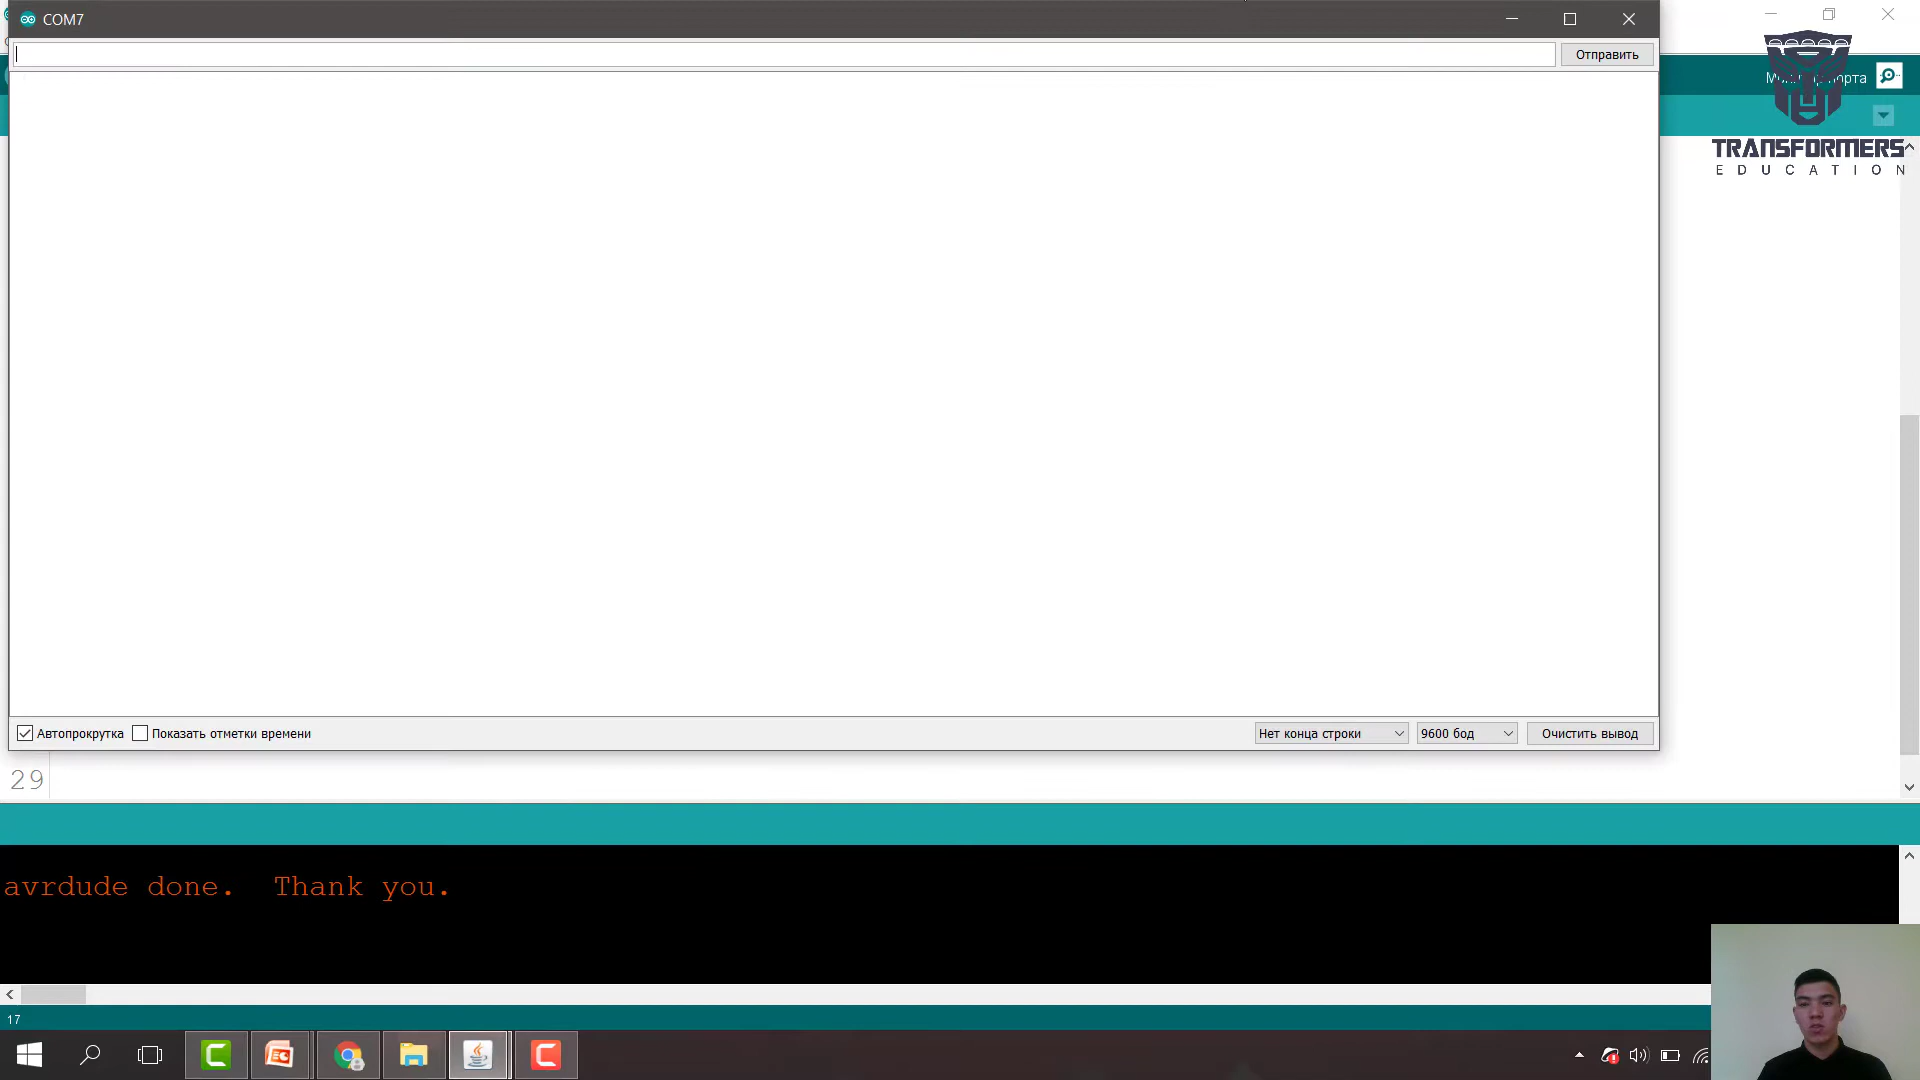 COM7
Отправить
TRANSFORMERS
EDUCATION
Автопрокрутка
Показать отметки времени
Нет конца строки
9600 бод
Очистить вывод
29
avrdude done. Thank you.
17